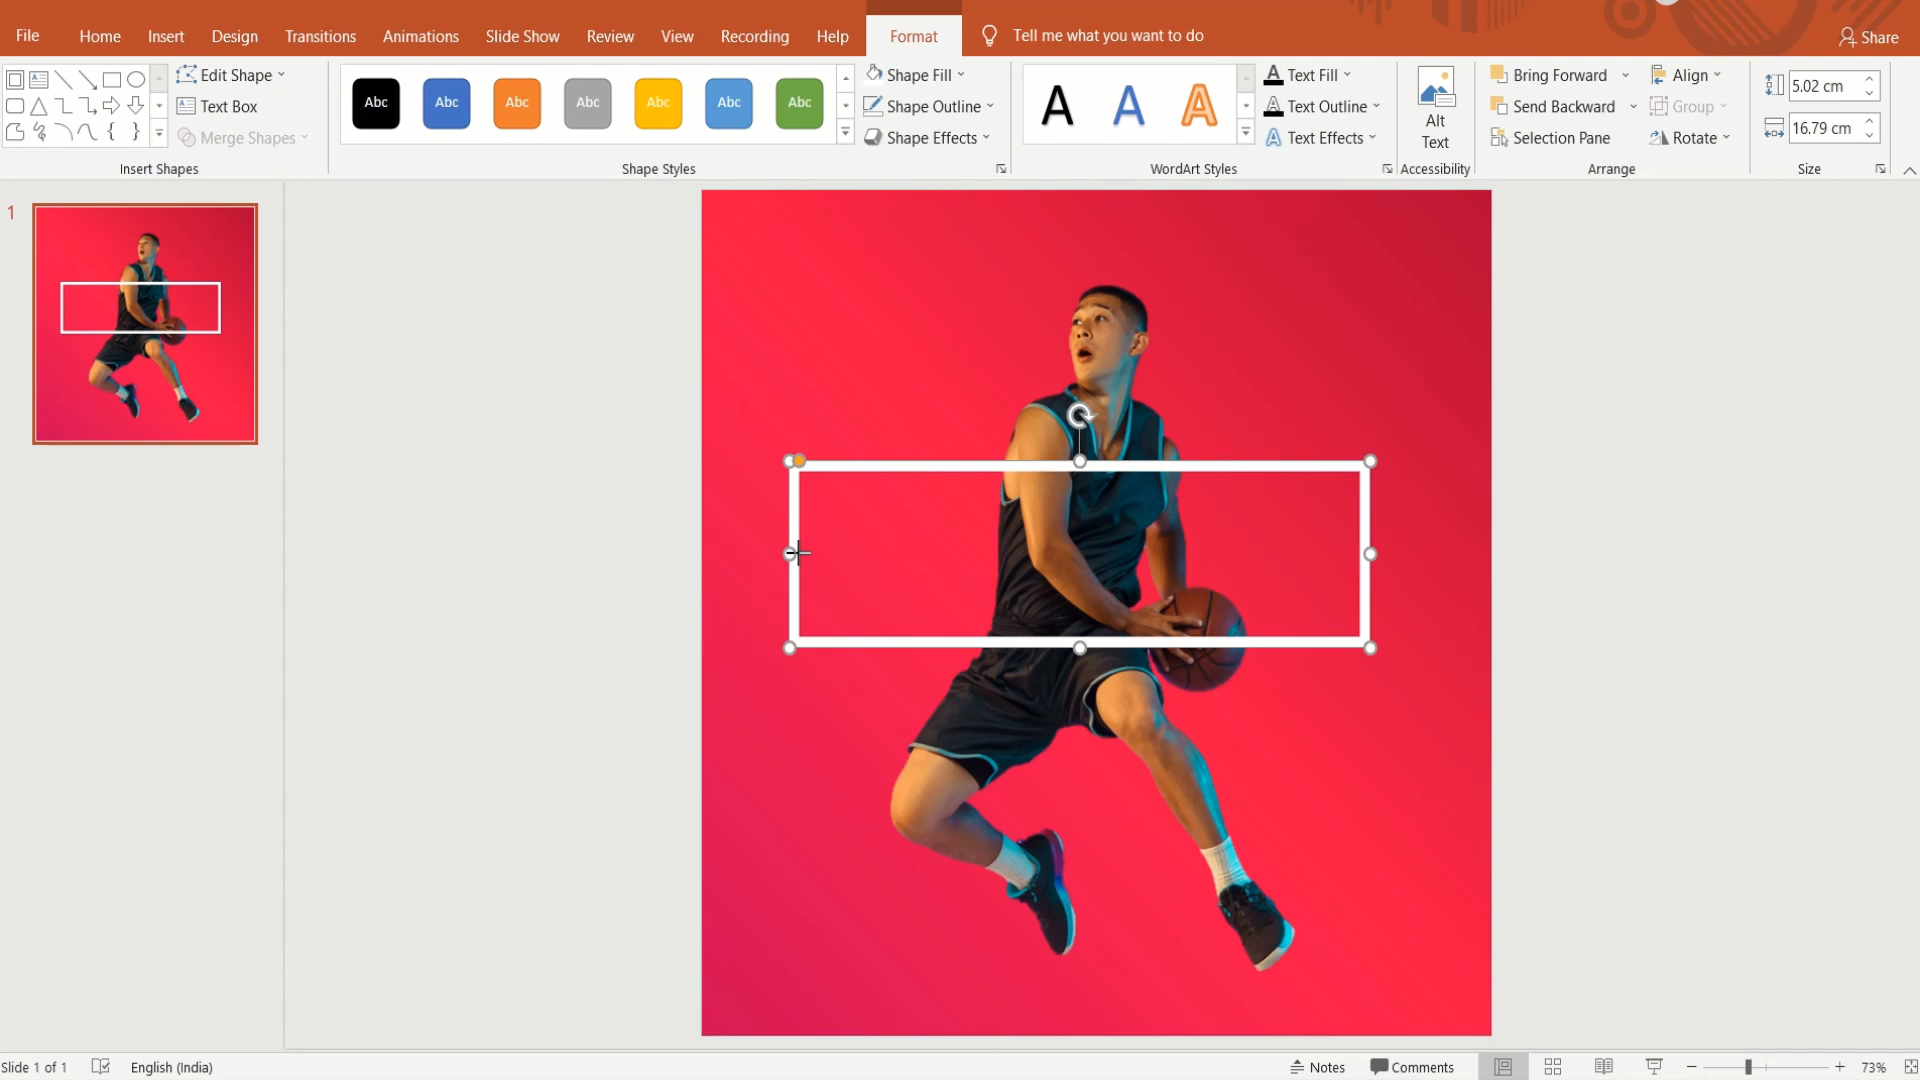 File Home Insert Design Transitions Animations Slide Show Review View Recording Help Format Tell me what you want to do Share
Edit Shape
Text Box
Merge Shapes
Insert Shapes
Abc Abc Abc Abc Abc Abc Abc
Shape Styles
Shape Fill
Shape Outline
Shape Effects
A A A
WordArt Styles
A Text Fill
A Text Outline
A Text Effects
Alt
Text
Accessibility
Bring Forward
Send Backward
Selection Pane
Align
Group
Rotate
Arrange
5.02 cm
16.79 cm
Size
1
Slide 1 of 1 English (India) Notes Comments 73%